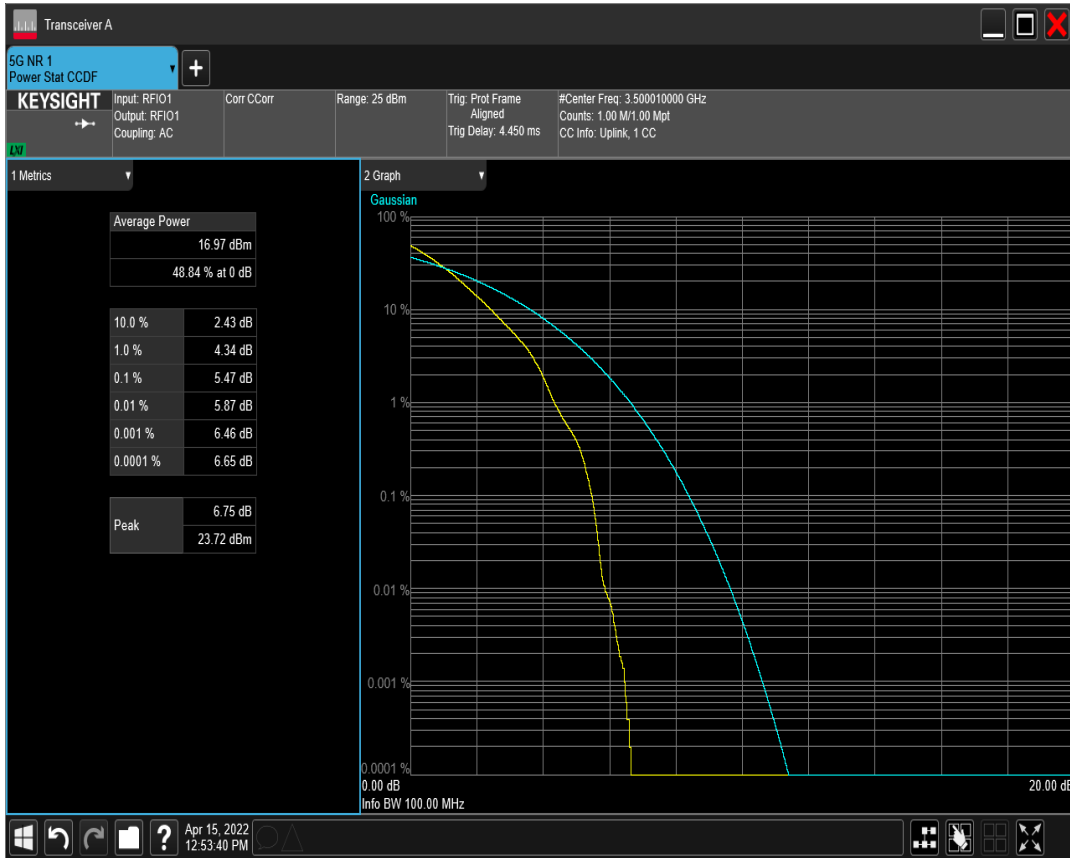 Transceiver A
5G NR 1
Power Stat CCDF
+
KEYSIGHT
LXI
Input: RFIO1
Output: RFIO1
Coupling: AC
Corr CCorr
Range: 25 dBm
Trig: Prot Frame
Aligned
Trig Delay: 4.450 ms
#Center Freq: 3.500010000 GHz
Counts: 1.00 M/1.00 Mpt
CC Info: Uplink, 1 CC
1 Metrics
Average Power
16.97 dBm
48.84 % at 0 dB
10.0 % 2.43 dB
1.0 % 4.34 dB
0.1 % 5.47 dB
0.01 % 5.87 dB
0.001 % 6.46 dB
0.0001 % 6.65 dB
Peak
6.75 dB
23.72 dBm
2 Graph
Gaussian
100 %
10 %
1 %
0.1 %
0.01 %
0.001 %
0.0001 %
0.00 dB 20.00 dB
Info BW 100.00 MHz
?
Apr 15, 2022
12:53:40 PM